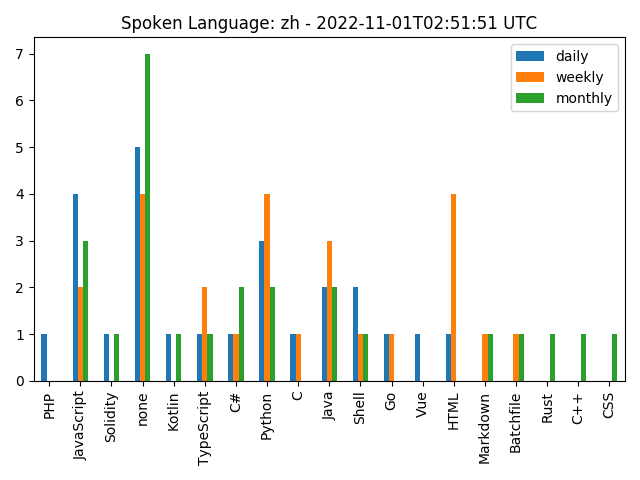 Spoken Language: zh - 2022-11-01T02:51:51 UTC
daily
weekly
monthly
7
6
5
4
3
2
1
0
PHP
JavaScript
Solidity
none
Kotlin
TypeScript
C#
Python
C
Java
Shell
Go
Vue
HTML
Markdown
Batchfile
Rust
C++
CSS